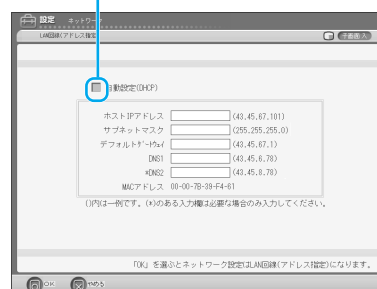 設定 ネットワーク
LAN回線(アドレス指定)
子画面 入
自動設定(DHCP)
ホストIPアドレス (43.45.67.101)
サブネットマスク (255.255.255.0)
デフォルトゲートウェイ (43.45.67.1)
DNS1 (43.45.6.78)
*DNS2 (43.45.8.78)
MACアドレス 00-00-7B-39-F4-61
()内は一例です。(*)のある入力欄は必要な場合のみ入力してください。
「OK」を選ぶとネットワーク設定はLAN回線(アドレス指定)になります。
OK やめる